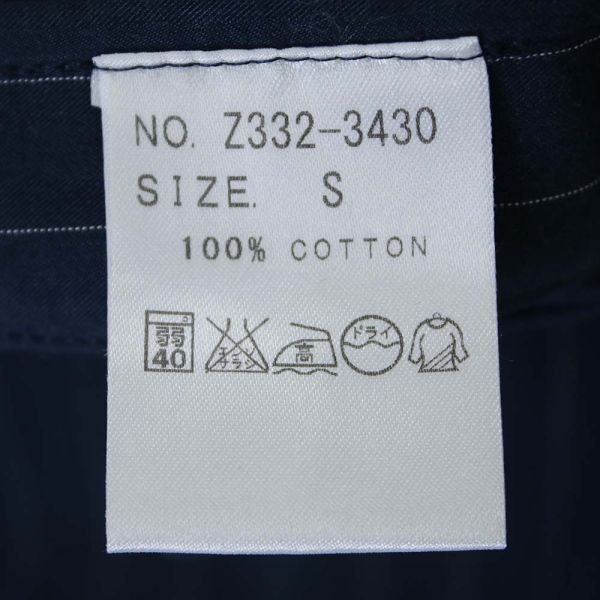 NO. Z332-3430
SIZE. S
100% COTTON
弱 40 エンソサラシ 高 ドライ